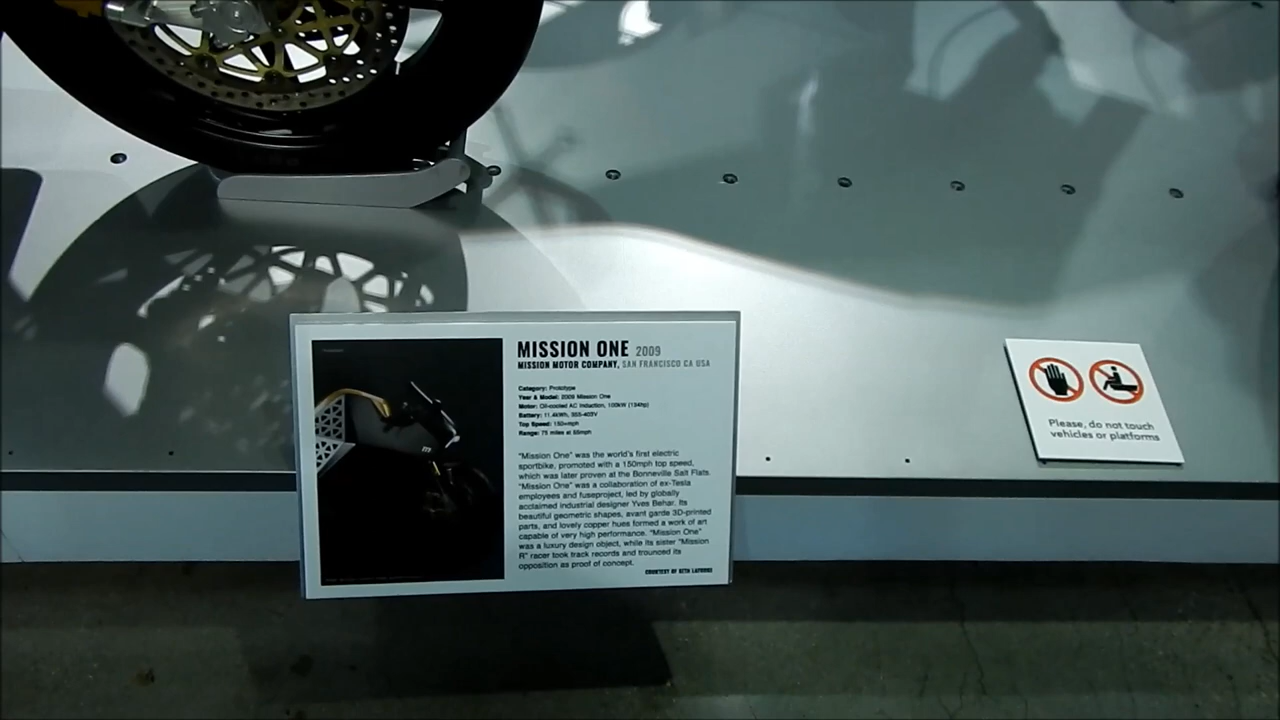 MISSION ONE 2009
MISSION MOTOR COMPANY, SAN FRANCISCO CA USA
Category: Prototype
Year & Model: 2009 Mission One
Motor: Oil-cooled AC Induction, 100kW (134hp)
Battery: 11.4kWh, 355-403V
Top Speed: 150+mph
Range: 75 miles at 55mph
"Mission One" was the world's first electric
sportbike, promoted with a 150mph top speed,
which was later proven at the Bonneville Salt Flats.
"Mission One" was a collaboration of ex-Tesla
employees and fuseproject, led by globally
acclaimed industrial designer Yves Behar. Its
beautiful geometric shapes, avant garde 3D-printed
parts, and lovely copper hues formed a work of art
capable of very high performance. "Mission One"
was a luxury design object, while its sister "Mission
R" racer took track records and trounced its
opposition as proof of concept.
COURTESY OF SETH LAFORGE
Please, do not touch
vehicles or platforms